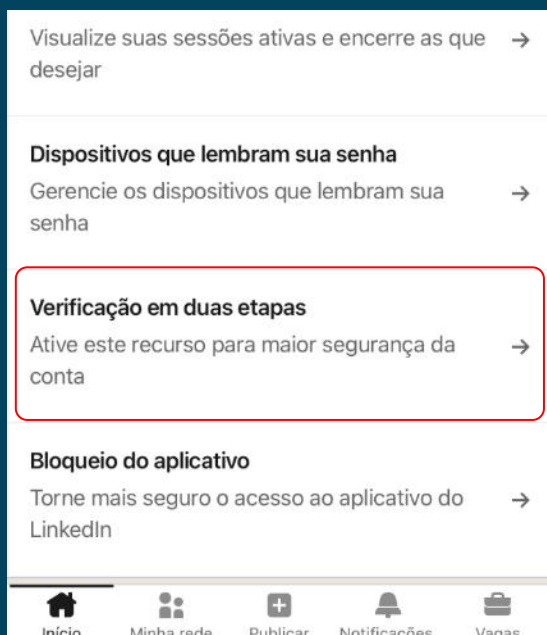 Visualize suas sessões ativas e encerre as que →
desejar
Dispositivos que lembram sua senha
Gerencie os dispositivos que lembram sua →
senha
Verificação em duas etapas
Ative este recurso para maior segurança da →
conta
Bloqueio do aplicativo
Torne mais seguro o acesso ao aplicativo do →
LinkedIn
Início Minha rede Publicar Notificações Vagas